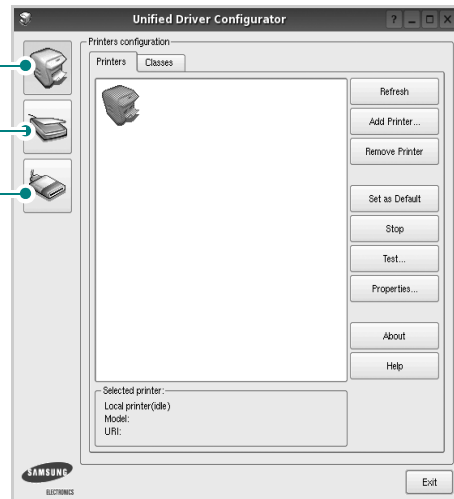 Unified Driver Configurator
Printers configuration
Printers
Classes
Refresh
Add Printer...
Remove Printer
Set as Default
Stop
Test...
Properties...
About
Help
Selected printer:
Local printer(idle)
Model:
URI:
SAMSUNG
ELECTRONICS
Exit